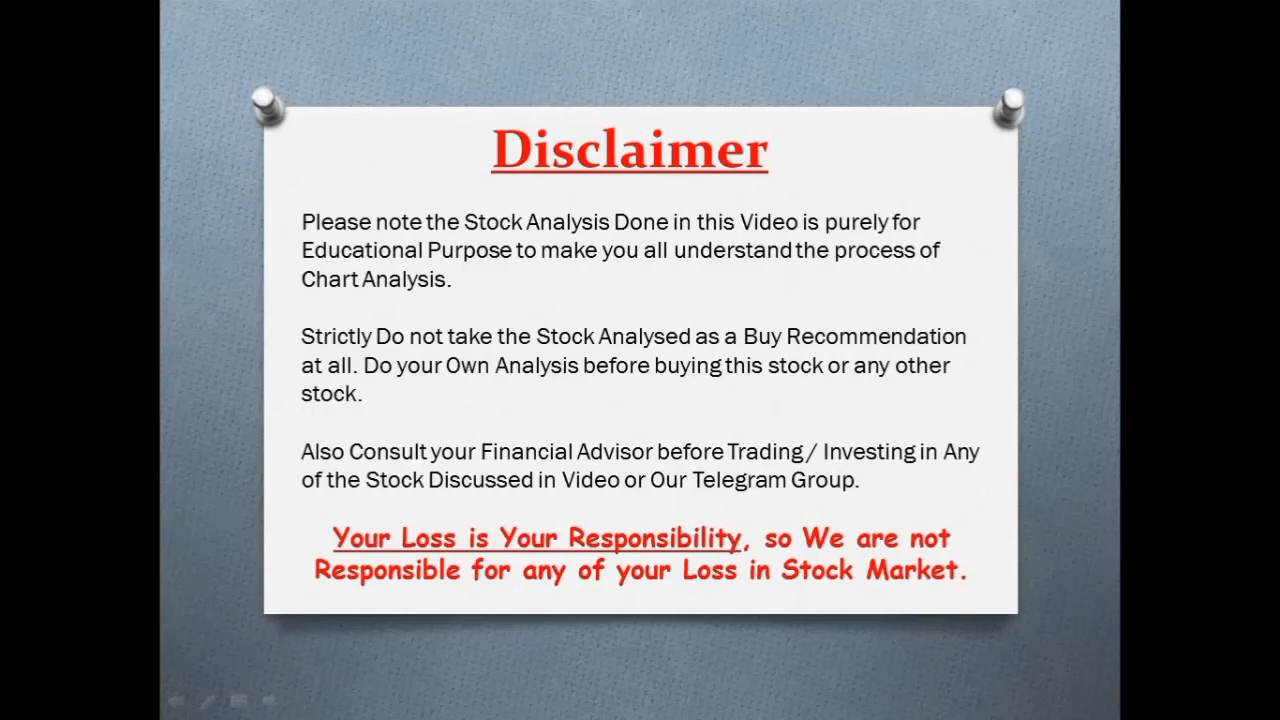 Disclaimer
Please note the Stock Analysis Done in this Video is purely for
Educational Purpose to make you all understand the process of
Chart Analysis.
Strictly Do not take the Stock Analysed as a Buy Recommendation
at all. Do your Own Analysis before buying this stock or any other
stock.
Also Consult your Financial Advisor before Trading / Investing in Any
of the Stock Discussed in Video or Our Telegram Group.
Your Loss is Your Responsibility, so We are not
Responsible for any of your Loss in Stock Market.